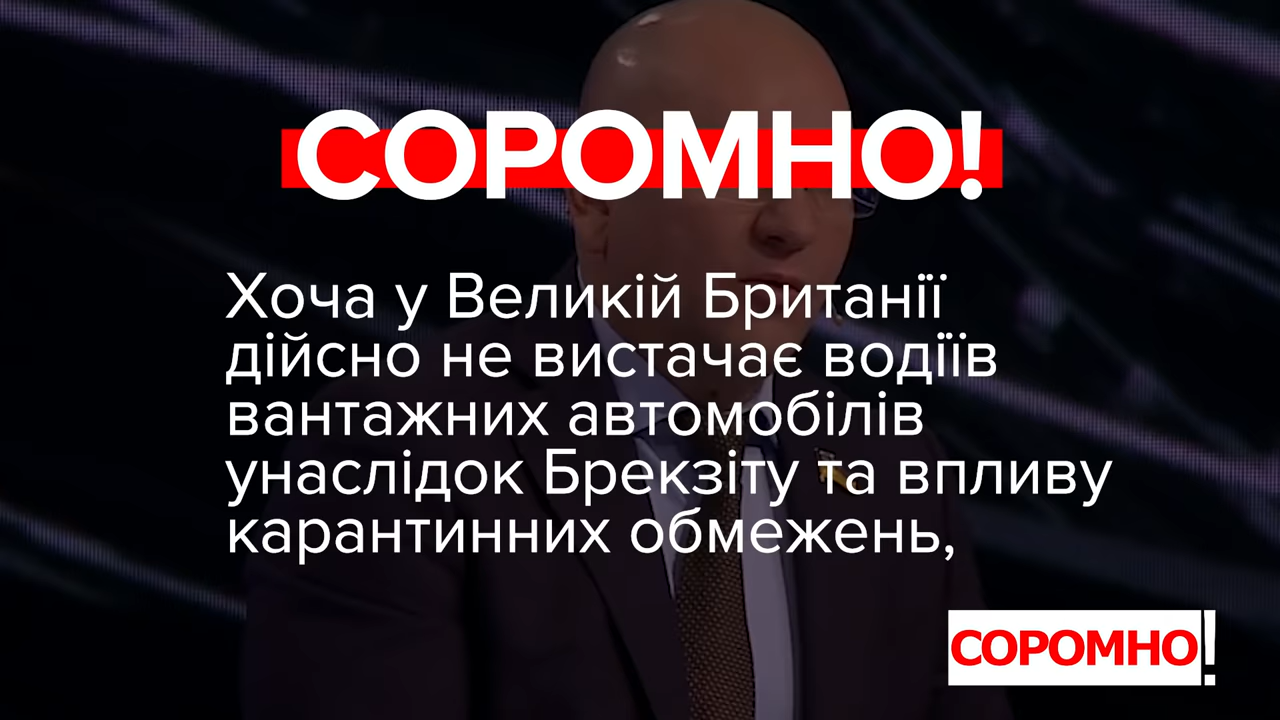 СОРОМНО!
Хоча у Великій Британії
дійсно не вистачає водіїв
вантажних автомобілів
унаслідок Брекзіту та впливу
карантинних обмежень,
СОРОМНО!